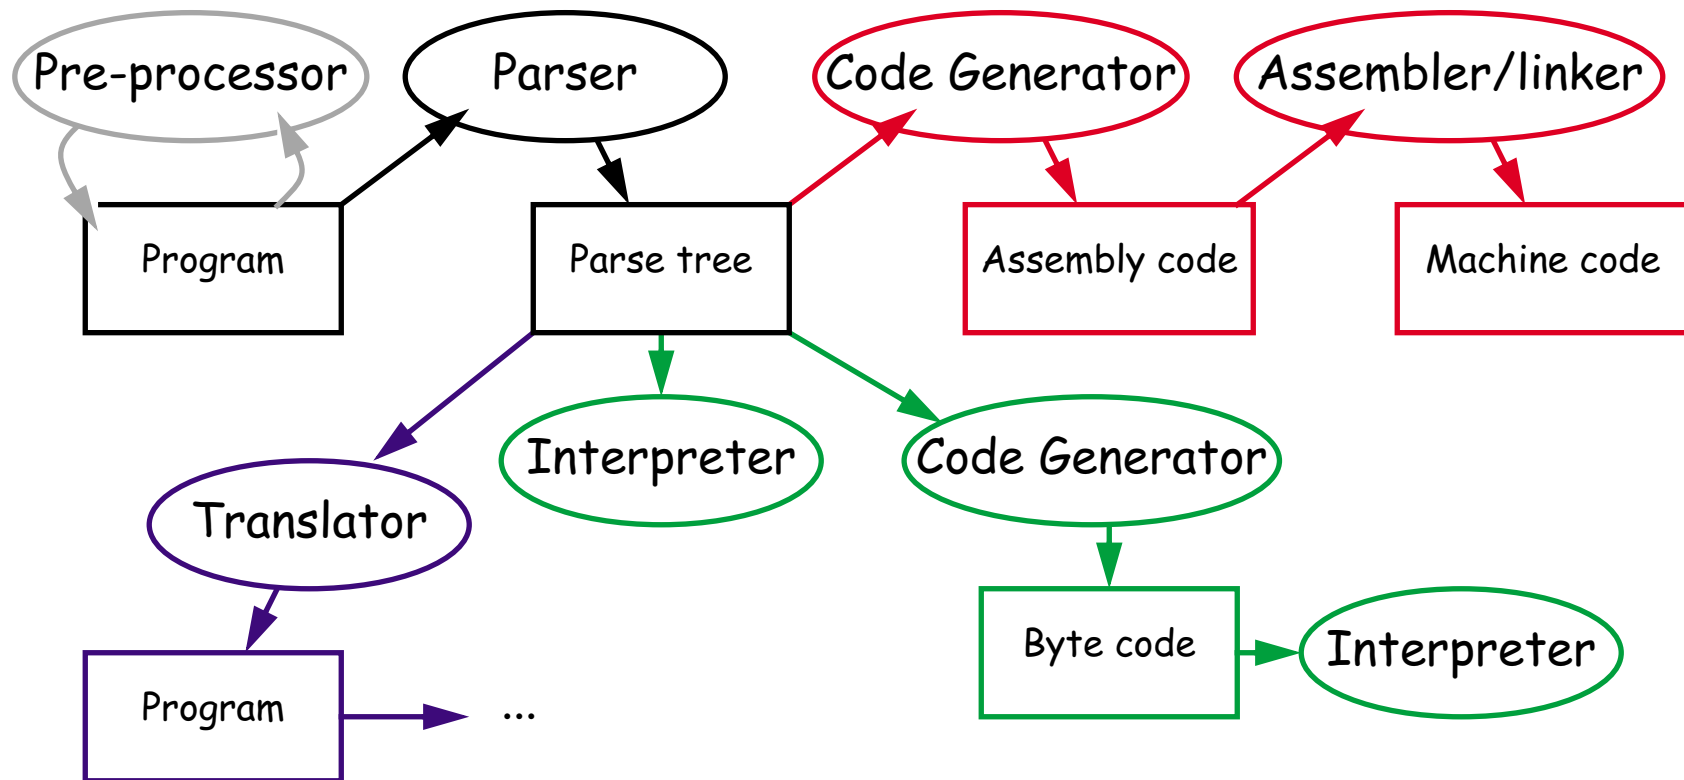 Pre-processor
Parser
Code Generator
Assembler/linker
Program
Parse tree
Assembly code
Machine code
Interpreter
Code Generator
Translator
Byte code
Interpreter
Program
...